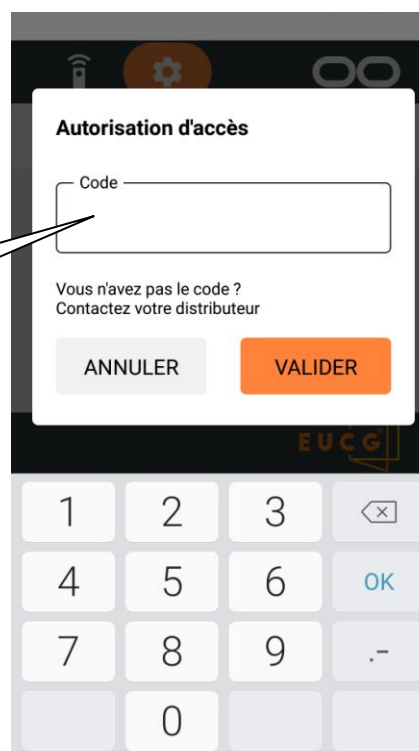 Autorisation d'accès
Code
Vous n'avez pas le code ?
Contactez votre distributeur
ANNULER
VALIDER
EUCG
1 2 3
4 5 6 OK
7 8 9 .-
0